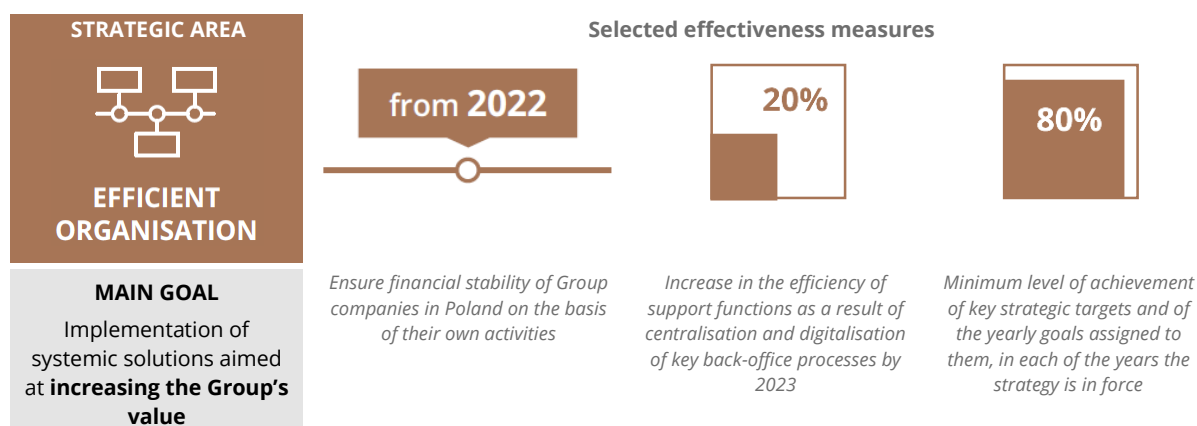 STRATEGIC AREA
EFFICIENT
ORGANISATION
MAIN GOAL
Implementation of
systemic solutions aimed
at increasing the Group's
value
Selected effectiveness measures
from 2022
Ensure financial stability of Group
companies in Poland on the basis
of their own activities
20%
Increase in the efficiency of
support functions as a result of
centralisation and digitalisation
of key back-office processes by
2023
80%
Minimum level of achievement
of key strategic targets and of
the yearly goals assigned to
them, in each of the years the
strategy is in force